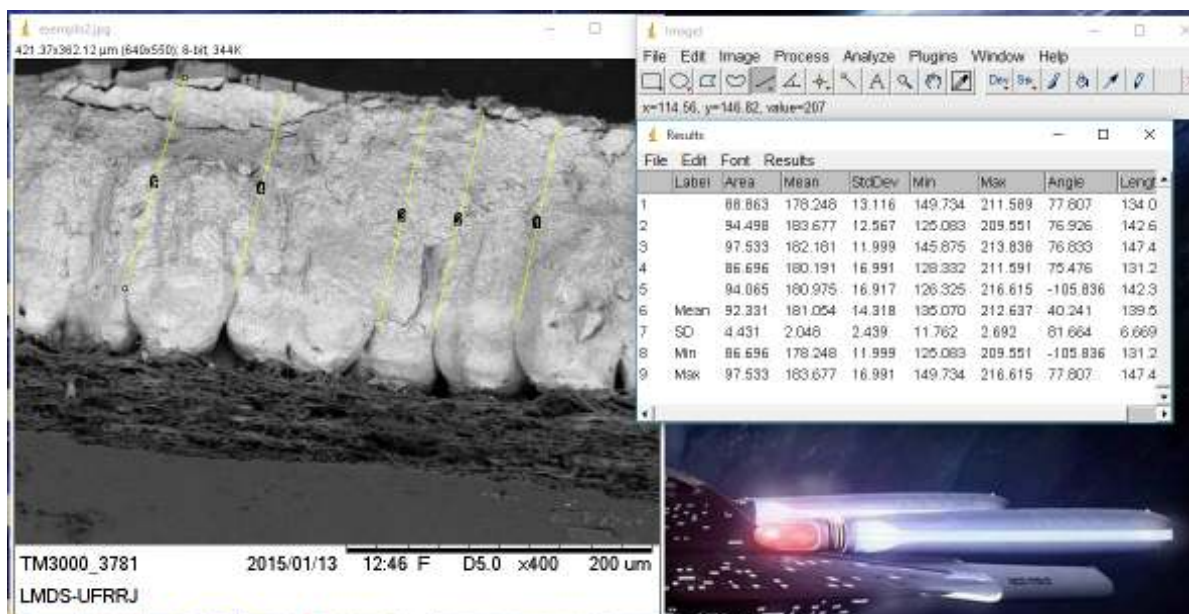 exemplo2.jpg
421.37x362.12 µm (640x550); 8-bit; 344K
TM3000_3781 2015/01/13 12:46 F D5.0 x400 200 um
LMDS-UFRRJ
ImageJ
File Edit Image Process Analyze Plugins Window Help
Dev Stk
x=114.56, y=146.82, value=207
Results
File Edit Font Results
Label Area Mean StdDev Min Max Angle Lengt
1 88.863 178.248 13.116 149.734 211.589 77.807 134.0
2 94.498 183.677 12.567 125.083 209.551 76.926 142.6
3 97.533 182.181 11.999 145.875 213.838 76.833 147.4
4 86.696 180.191 16.991 128.332 211.591 75.476 131.2
5 94.065 180.975 16.917 126.325 216.615 -105.836 142.3
6 Mean 92.331 181.054 14.318 135.070 212.637 40.241 139.5
7 SD 4.431 2.048 2.439 11.762 2.692 81.664 6.669
8 Min 86.696 178.248 11.999 125.083 209.551 -105.836 131.2
9 Max 97.533 183.677 16.991 149.734 216.615 77.807 147.4